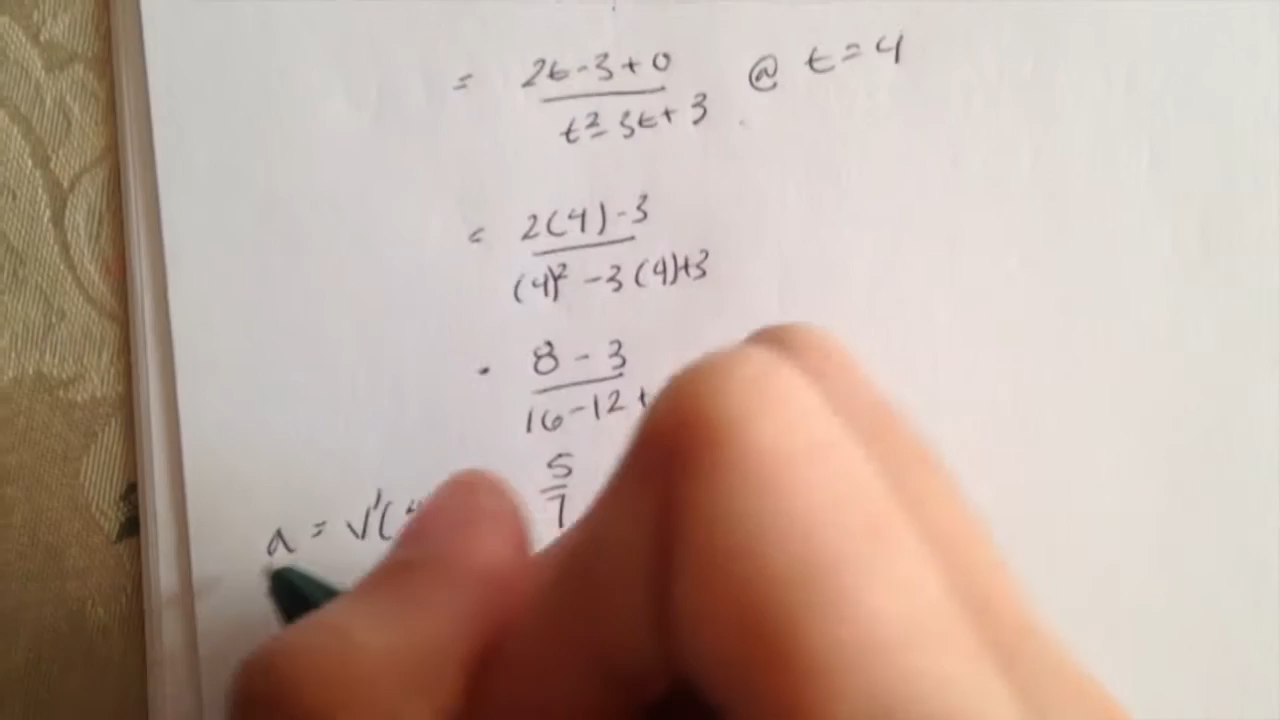 = 2t-3+0 @ t=4
t²-3t+3
= 2(4)-3
(4)²-3(4)+3
8-3
16-12+
5
7
a = v'(4